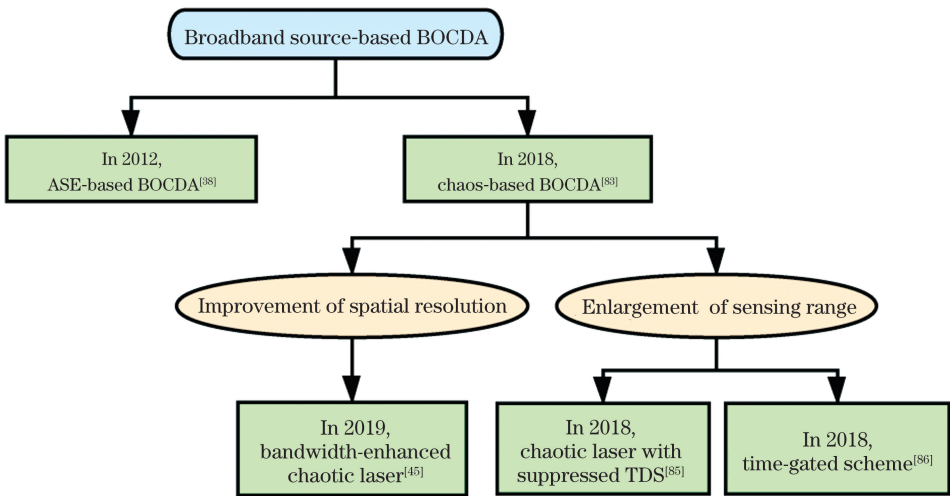 Broadband source-based BOCDA
In 2012,
ASE-based BOCDA[38]
In 2018,
chaos-based BOCDA[83]
Improvement of spatial resolution
Enlargement of sensing range
In 2019,
bandwidth-enhanced
chaotic laser[45]
In 2018,
chaotic laser with
suppressed TDS[85]
In 2018,
time-gated scheme[86]